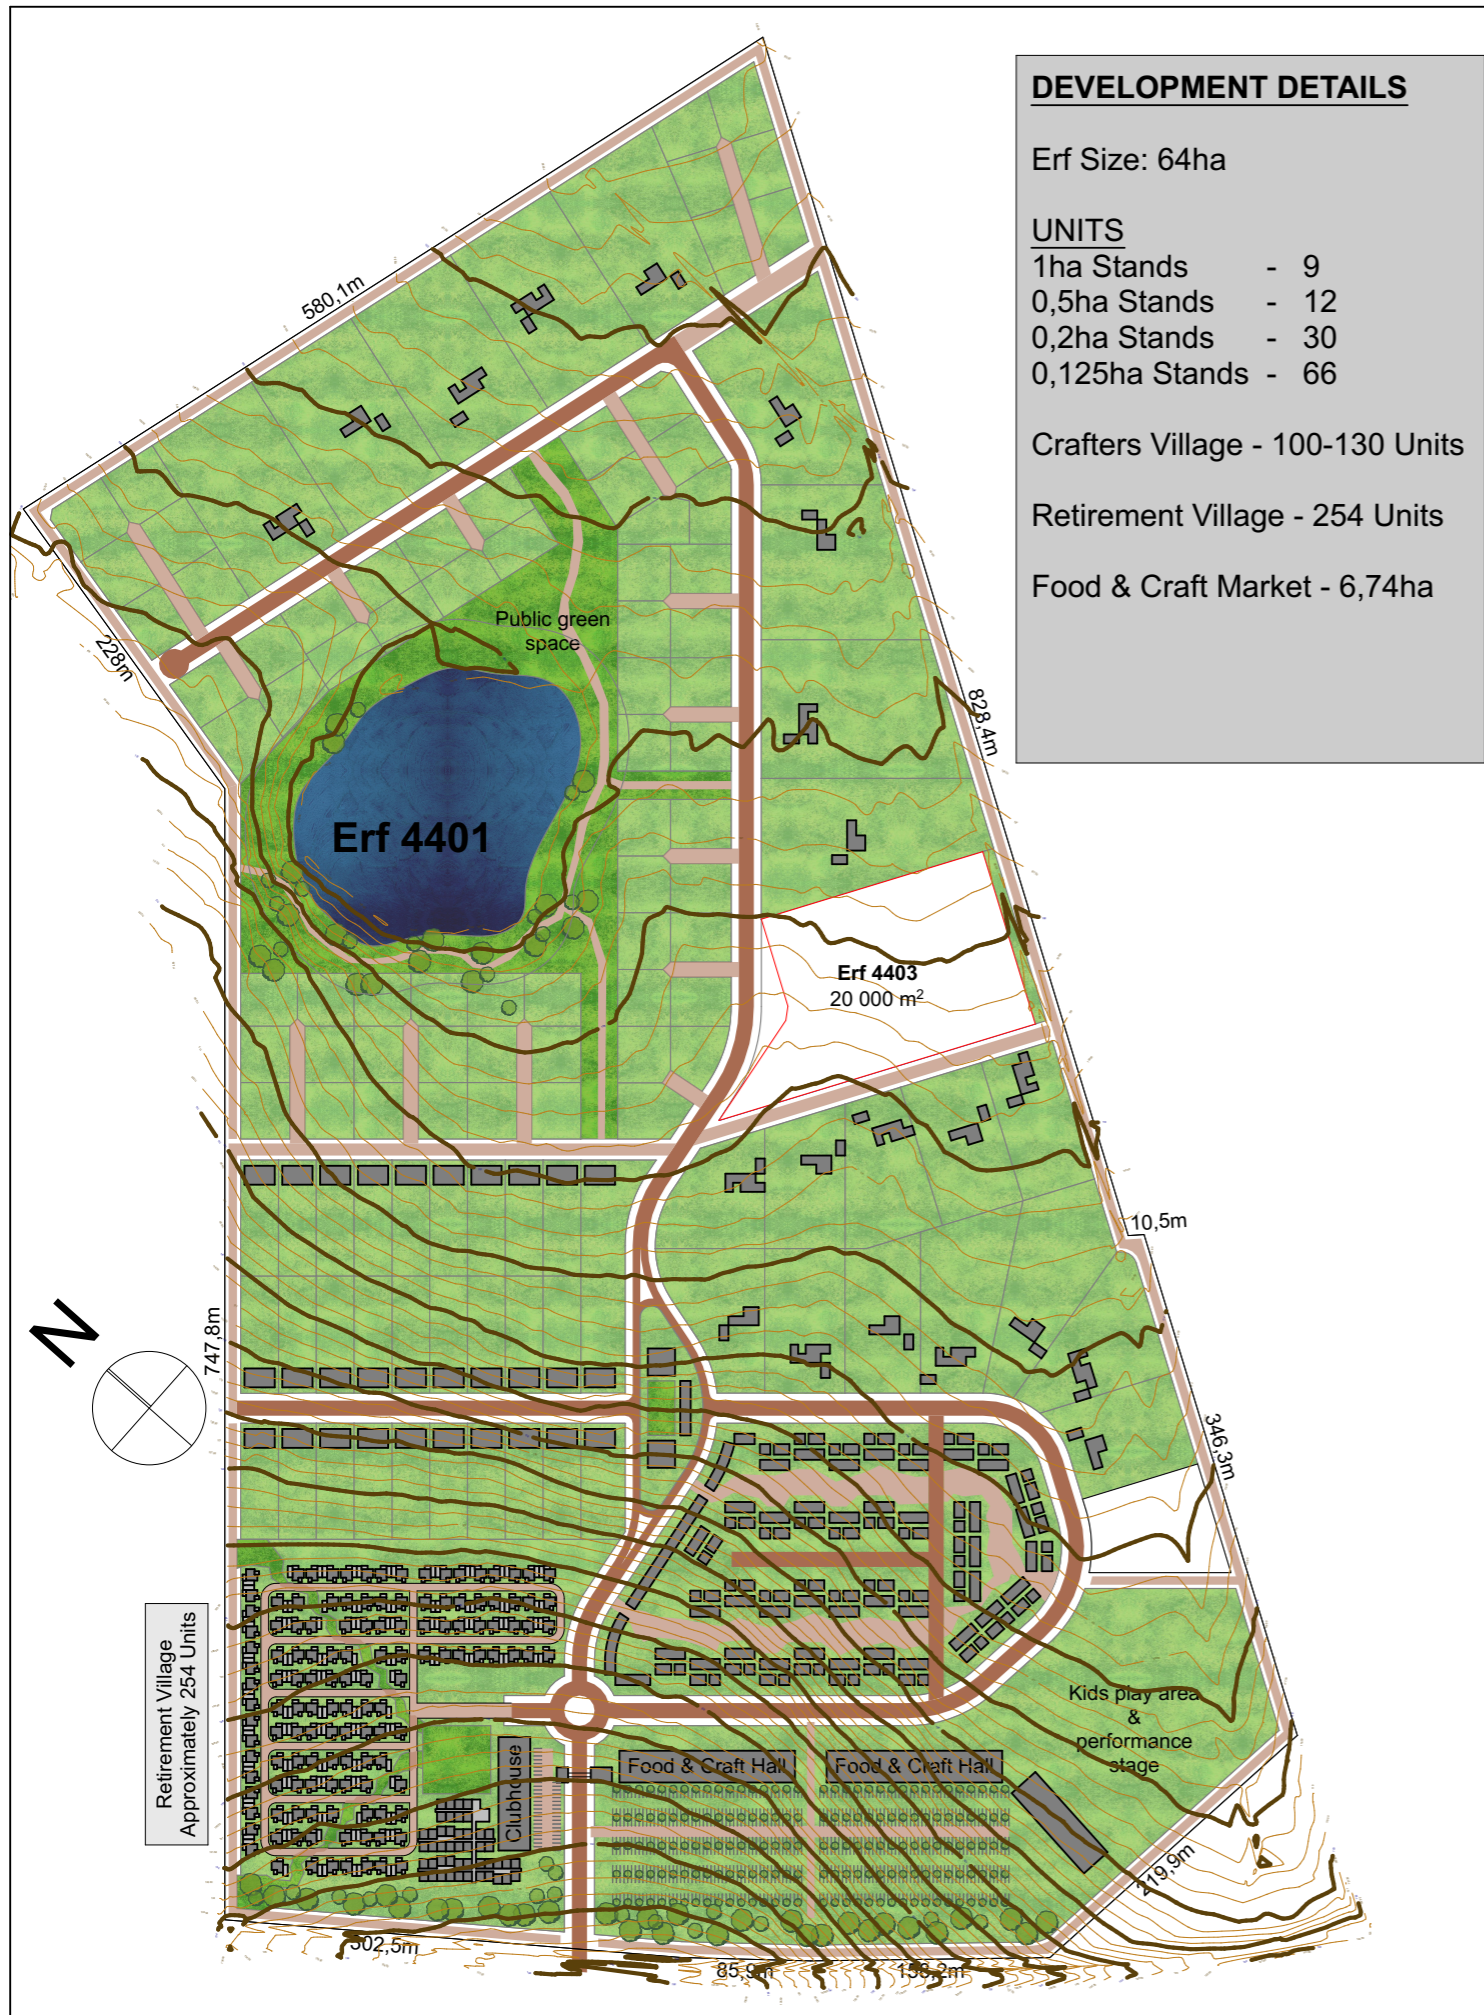 DEVELOPMENT DETAILS
Erf Size: 64ha
UNITS
1ha Stands - 9
0,5ha Stands - 12
0,2ha Stands - 30
0,125ha Stands - 66
Crafters Village - 100-130 Units
Retirement Village - 254 Units
Food & Craft Market - 6,74ha
580,1m
228m
Public green
space
828,4m
Erf 4401
Erf 4403
20 000 m²
10,5m
N
747,8m
346,3m
Retirement Village
Approximately 254 Units
Kids play area
&
performance
stage
Clubhouse
Food & Craft Hall
Food & Craft Hall
219,9m
302,5m
85,9m